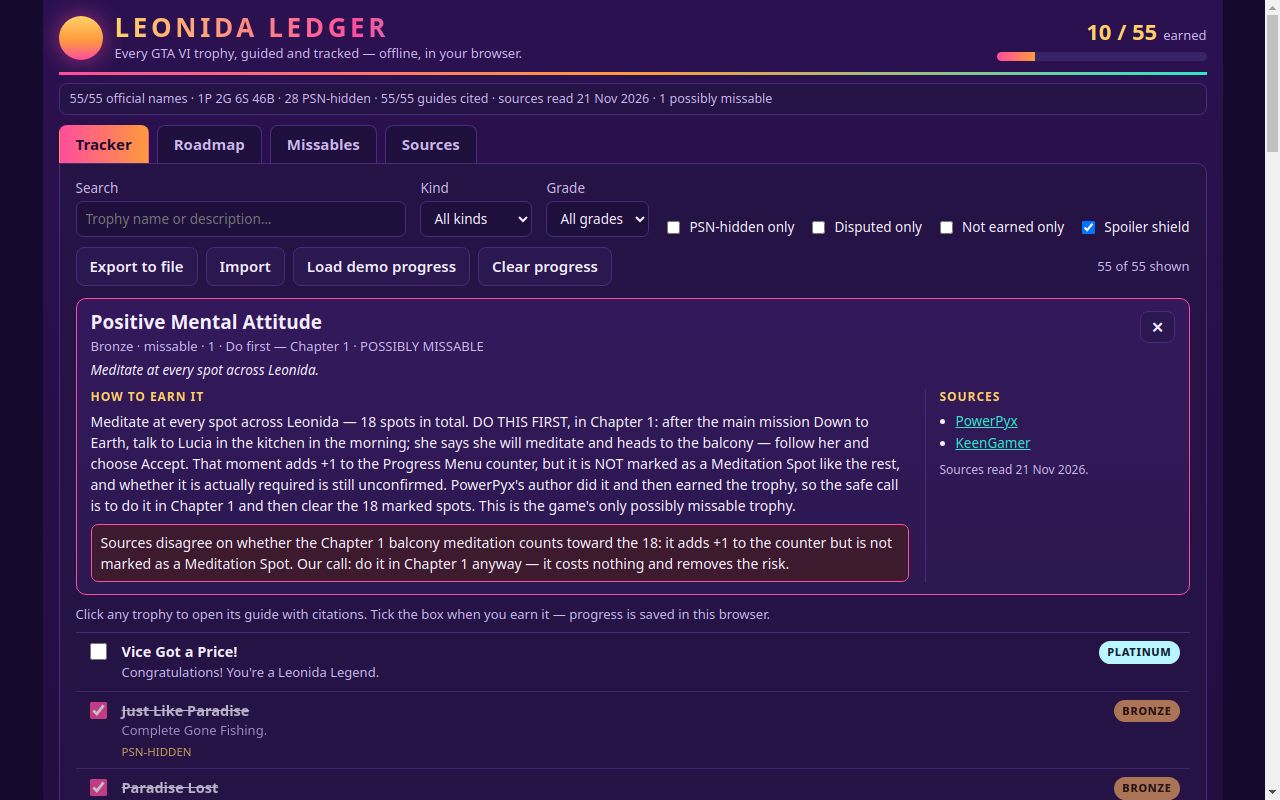 LEONIDA LEDGER
Every GTA VI trophy, guided and tracked — offline, in your browser.
10 / 55 earned
55/55 official names · 1P 2G 6S 46B · 28 PSN-hidden · 55/55 guides cited · sources read 21 Nov 2026 · 1 possibly missable
Tracker
Roadmap
Missables
Sources
Search
Kind
Grade
Trophy name or description…
All kinds
All grades
PSN-hidden only
Disputed only
Not earned only
Spoiler shield
Export to file
Import
Load demo progress
Clear progress
55 of 55 shown
Positive Mental Attitude
×
Bronze · missable · 1 · Do first — Chapter 1 · POSSIBLY MISSABLE
Meditate at every spot across Leonida.
HOW TO EARN IT
Meditate at every spot across Leonida — 18 spots in total. DO THIS FIRST, in Chapter 1: after the main mission Down to
Earth, talk to Lucia in the kitchen in the morning; she says she will meditate and heads to the balcony — follow her and
choose Accept. That moment adds +1 to the Progress Menu counter, but it is NOT marked as a Meditation Spot like the rest,
and whether it is actually required is still unconfirmed. PowerPyx's author did it and then earned the trophy, so the safe call
is to do it in Chapter 1 and then clear the 18 marked spots. This is the game's only possibly missable trophy.
Sources disagree on whether the Chapter 1 balcony meditation counts toward the 18: it adds +1 to the counter but is not
marked as a Meditation Spot. Our call: do it in Chapter 1 anyway — it costs nothing and removes the risk.
SOURCES
• PowerPyx
• KeenGamer
Sources read 21 Nov 2026.
Click any trophy to open its guide with citations. Tick the box when you earn it — progress is saved in this browser.
Vice Got a Price!
PLATINUM
Congratulations! You're a Leonida Legend.
Just Like Paradise
BRONZE
Complete Gone Fishing.
PSN-HIDDEN
Paradise Lost
BRONZE